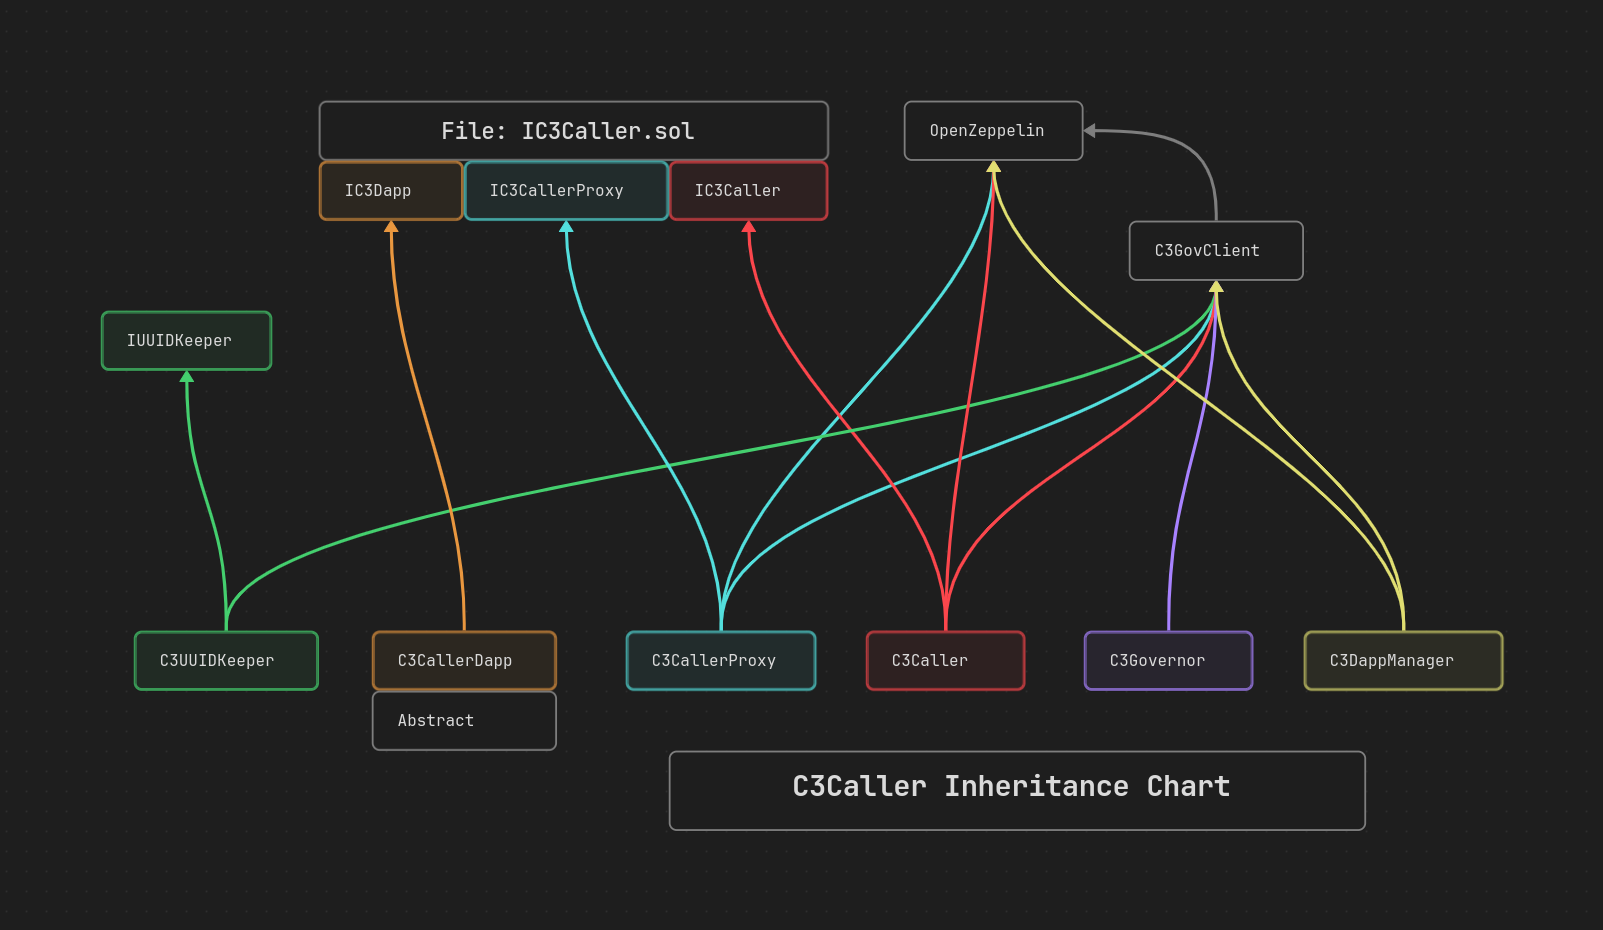 File: IC3Caller.sol
OpenZeppelin
IC3Dapp
IC3CallerProxy
IC3Caller
C3GovClient
IUUIDKeeper
C3UUIDKeeper
C3CallerDapp
C3CallerProxy
C3Caller
C3Governor
C3DappManager
Abstract
C3Caller Inheritance Chart